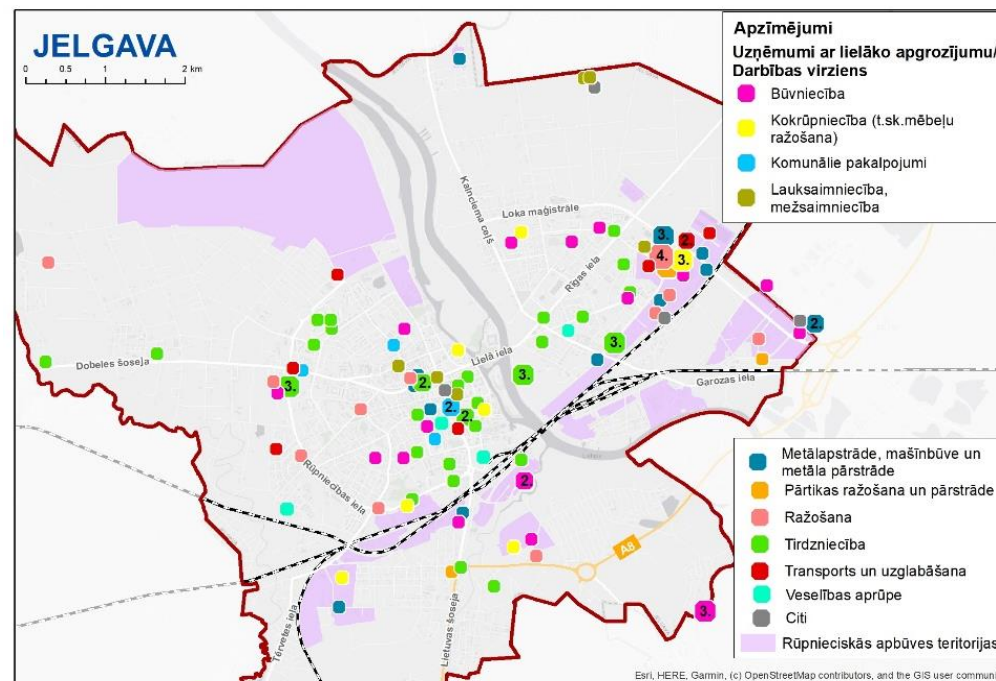 JELGAVA
0 0.5 1 2 km
Apzīmējumi
Uzņēmumi ar lielāko apgrozījumu/
Darbības virziens
Būvniecība
Kokrūpniecība (t.sk.mēbeļu
ražošana)
Komunālie pakalpojumi
Lauksaimniecība,
mežsaimniecība
Kalnciema ceļš
Loka maģistrāle
Rīgas iela
3.
2.
4.
3.
2.
3.
Lielā iela
Dobeles šoseja
3.
3.
2.
2.
2.
Garozas iela
Rūpniecības iela
2.
A8
3.
Tērvetes iela
Lietuvas šoseja
Metālapstrāde, mašīnbūve un
metāla pārstrāde
Pārtikas ražošana un pārstrāde
Ražošana
Tirdzniecība
Transports un uzglabāšana
Veselības aprūpe
Citi
Rūpnieciskās apbūves teritorijas
Esri, HERE, Garmin, (c) OpenStreetMap contributors, and the GIS user communi